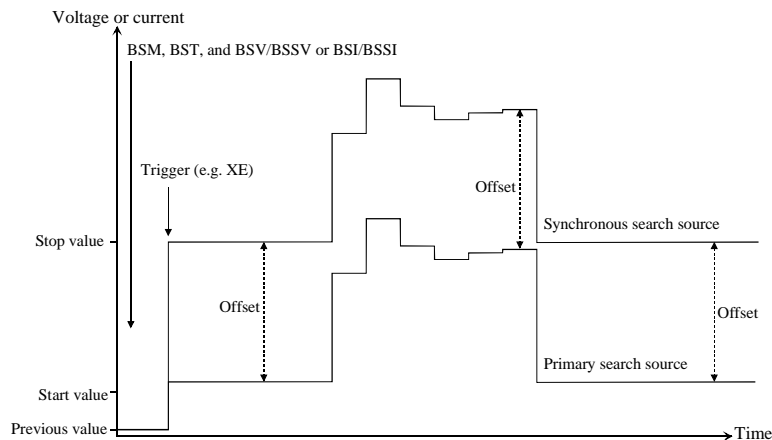 Voltage or current
BSM, BST, and BSV/BSSV or BSI/BSSI
Trigger (e.g. XE)
Offset
Synchronous search source
Stop value
Offset
Offset
Primary search source
Start value
Previous value
Time